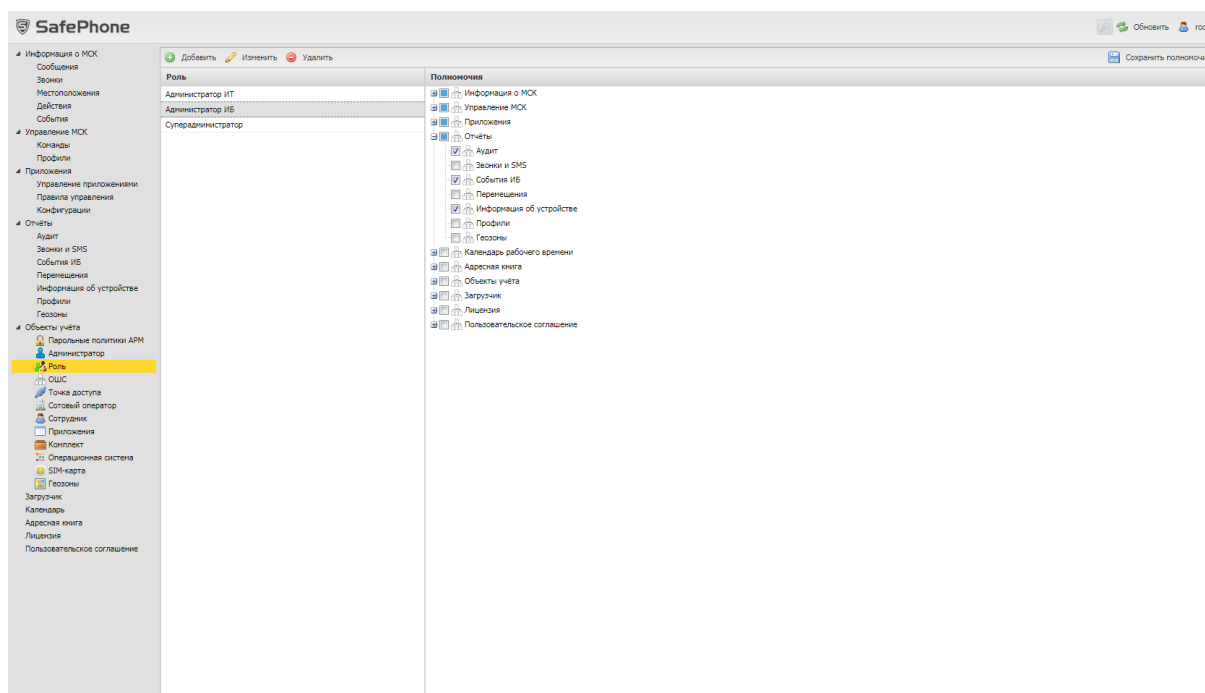 SafePhone
Обновить
Информация о МСК
Сообщения
Звонки
Местоположения
Действия
События
Управление МСК
Команды
Профили
Приложения
Управление приложениями
Правила управления
Конфигурации
Отчёты
Аудит
Звонки и SMS
События ИБ
Перемещения
Информация об устройстве
Профили
Геозоны
Объекты учёта
Парольные политики АРМ
Администратор
Роль
ОШС
Точка доступа
Сотовый оператор
Сотрудник
Приложения
Комплект
Операционная система
SIM-карта
Геозоны
Загрузчик
Календарь
Адресная книга
Лицензия
Пользовательское соглашение
Добавить Изменить Удалить
Сохранить полномочи
Роль
Администратор ИТ
Администратор ИБ
Суперадминистратор
Полномочия
Информация о МСК
Управление МСК
Приложения
Отчёты
Аудит
Звонки и SMS
События ИБ
Перемещения
Информация об устройстве
Профили
Геозоны
Календарь рабочего времени
Адресная книга
Объекты учёта
Загрузчик
Лицензия
Пользовательское соглашение